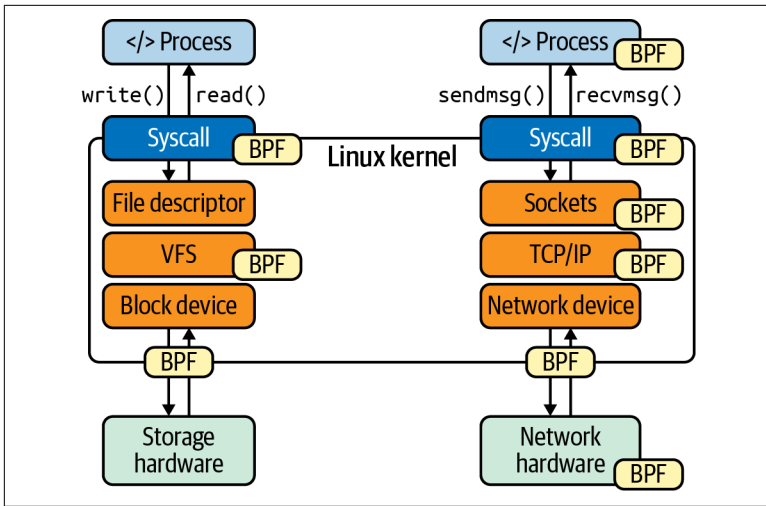 </> Process
</> Process
BPF
write()
read()
sendmsg()
recvmsg()
Syscall
BPF
Linux kernel
Syscall
BPF
File descriptor
Sockets
BPF
VFS
BPF
TCP/IP
BPF
Block device
Network device
BPF
BPF
Storage
hardware
Network
hardware
BPF